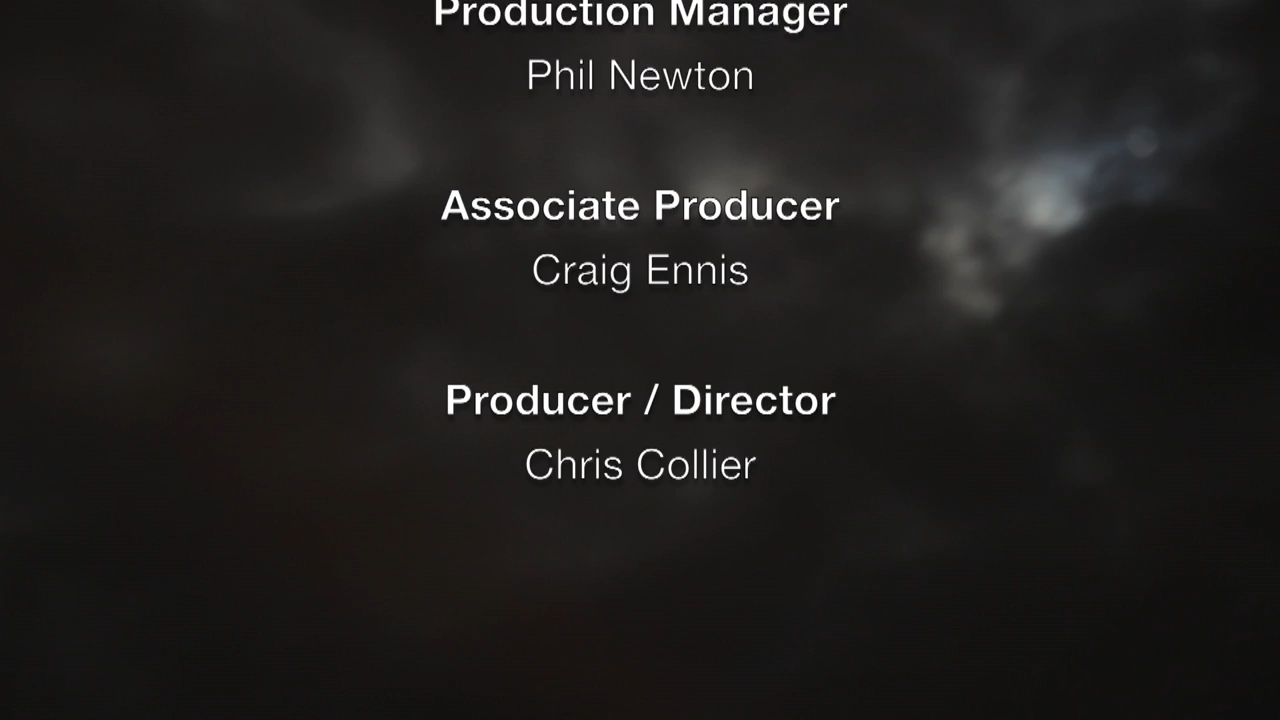 Production Manager
Phil Newton
Associate Producer
Craig Ennis
Producer / Director
Chris Collier